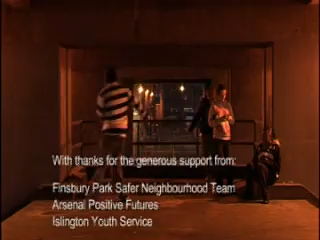 With thanks for the generous support from:
Finsbury Park Safer Neighbourhood Team
Arsenal Positive Futures
Islington Youth Service